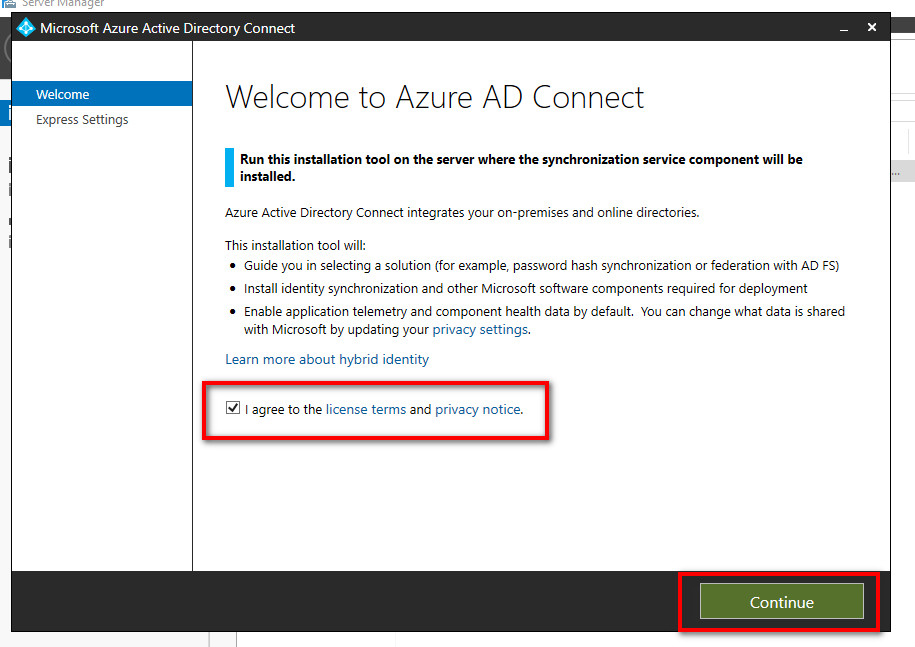 Server Manager
Microsoft Azure Active Directory Connect
Welcome
Express Settings
Welcome to Azure AD Connect
Run this installation tool on the server where the synchronization service component will be
installed.
Azure Active Directory Connect integrates your on-premises and online directories.
This installation tool will:
• Guide you in selecting a solution (for example, password hash synchronization or federation with AD FS)
• Install identity synchronization and other Microsoft software components required for deployment
• Enable application telemetry and component health data by default.  You can change what data is shared
with Microsoft by updating your privacy settings.
Learn more about hybrid identity
I agree to the license terms and privacy notice.
Continue